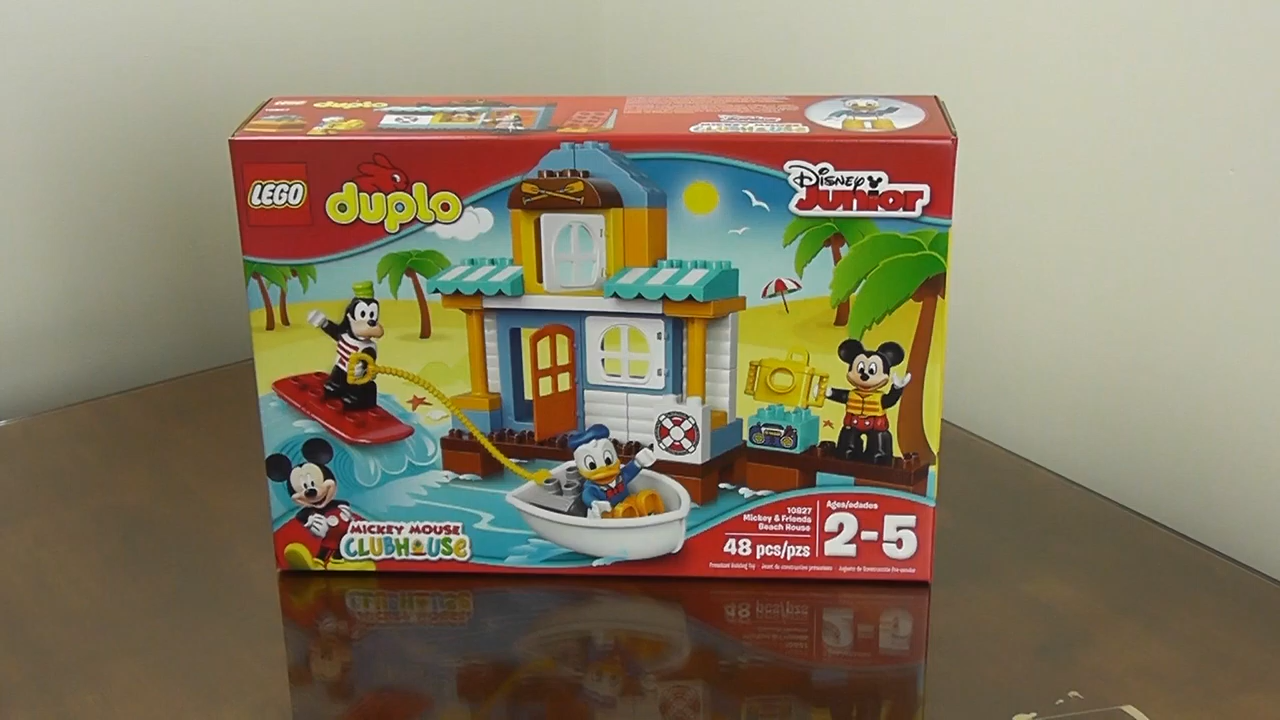 duplo
LEGO
duplo
Disney
Junior
10827
Mickey & Friends
Beach House
48 pcs/pzs
Ages/edades
2-5
MICKEY MOUSE
CLUBHOUSE